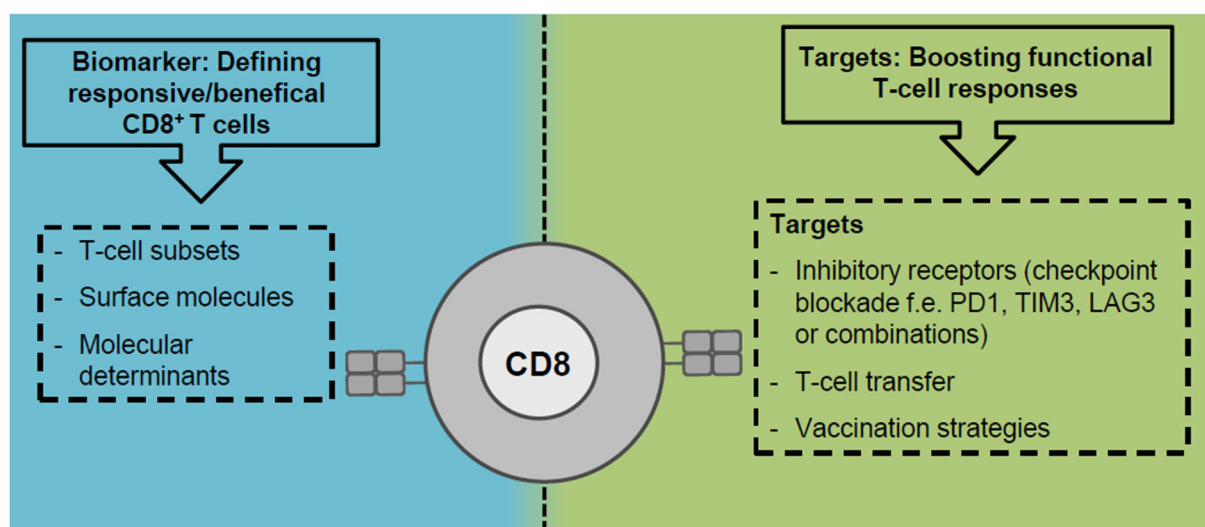 Biomarker: Defining
responsive/benefical
CD8⁺ T cells
- T-cell subsets
- Surface molecules
- Molecular
determinants
CD8
Targets: Boosting functional
T-cell responses
Targets
- Inhibitory receptors (checkpoint
blockade f.e. PD1, TIM3, LAG3
or combinations)
- T-cell transfer
- Vaccination strategies